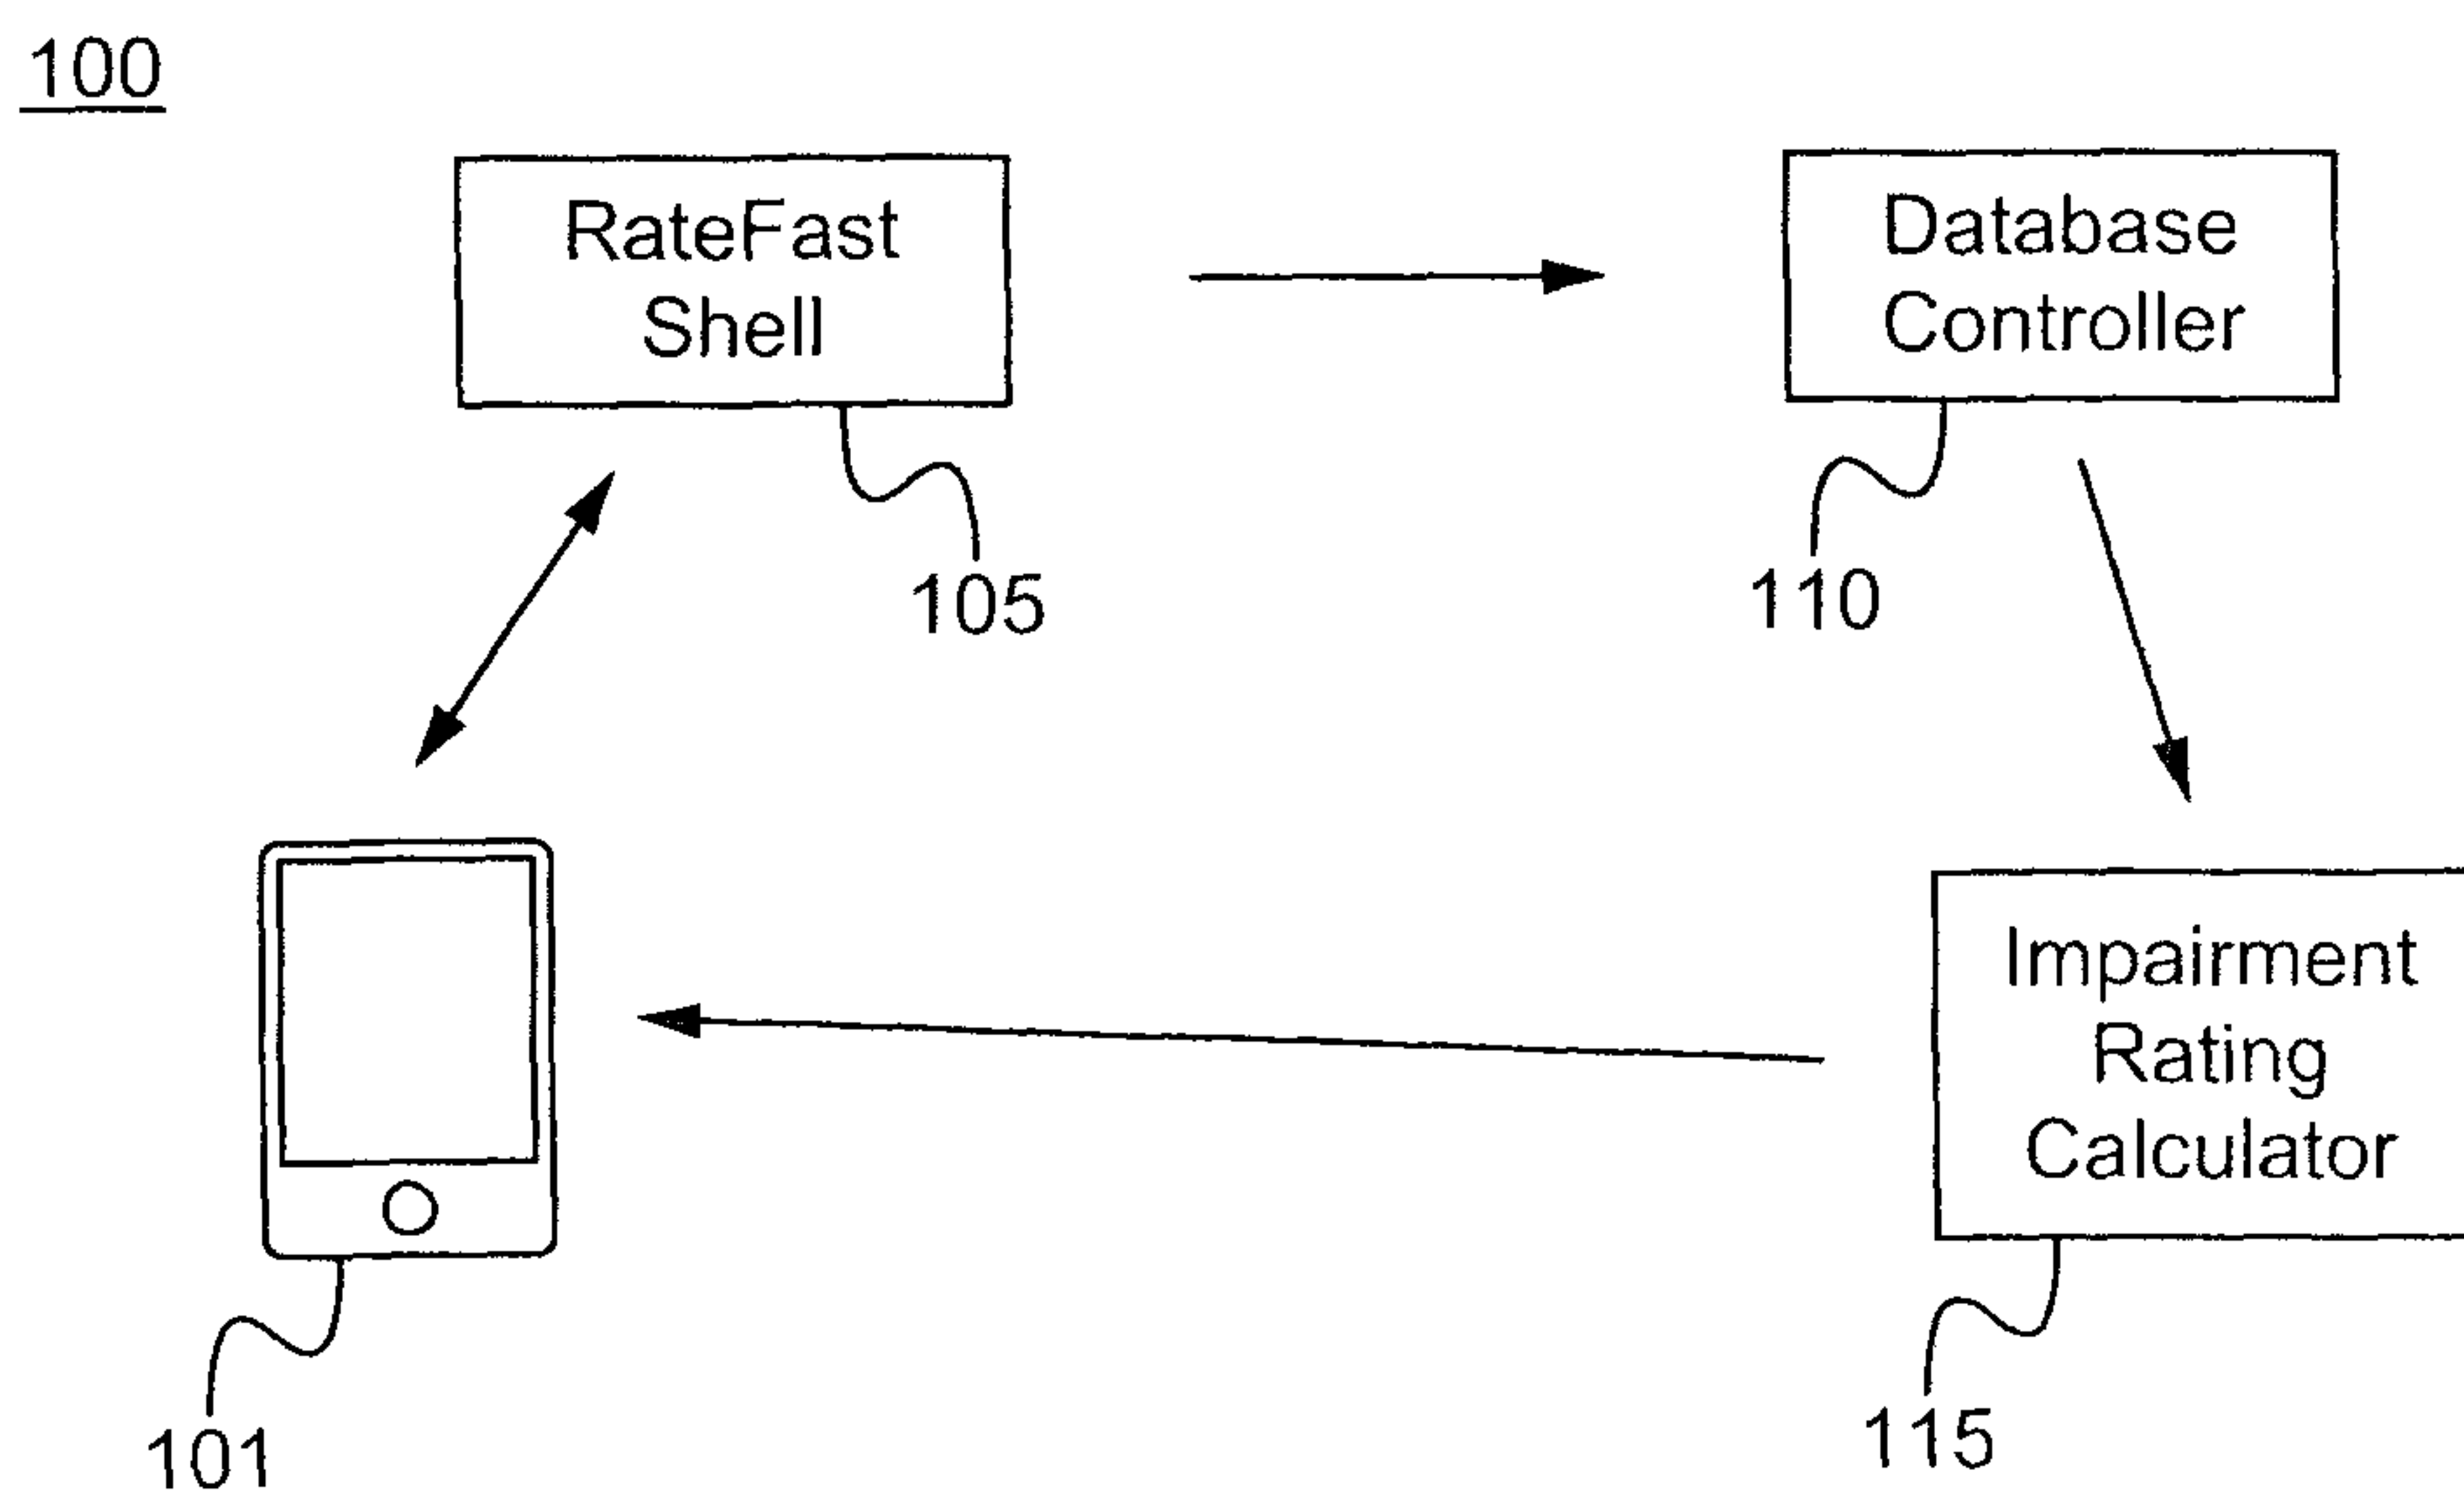 100
RateFast
Shell
Database
Controller
105
110
Impairment
Rating
Calculator
101
115